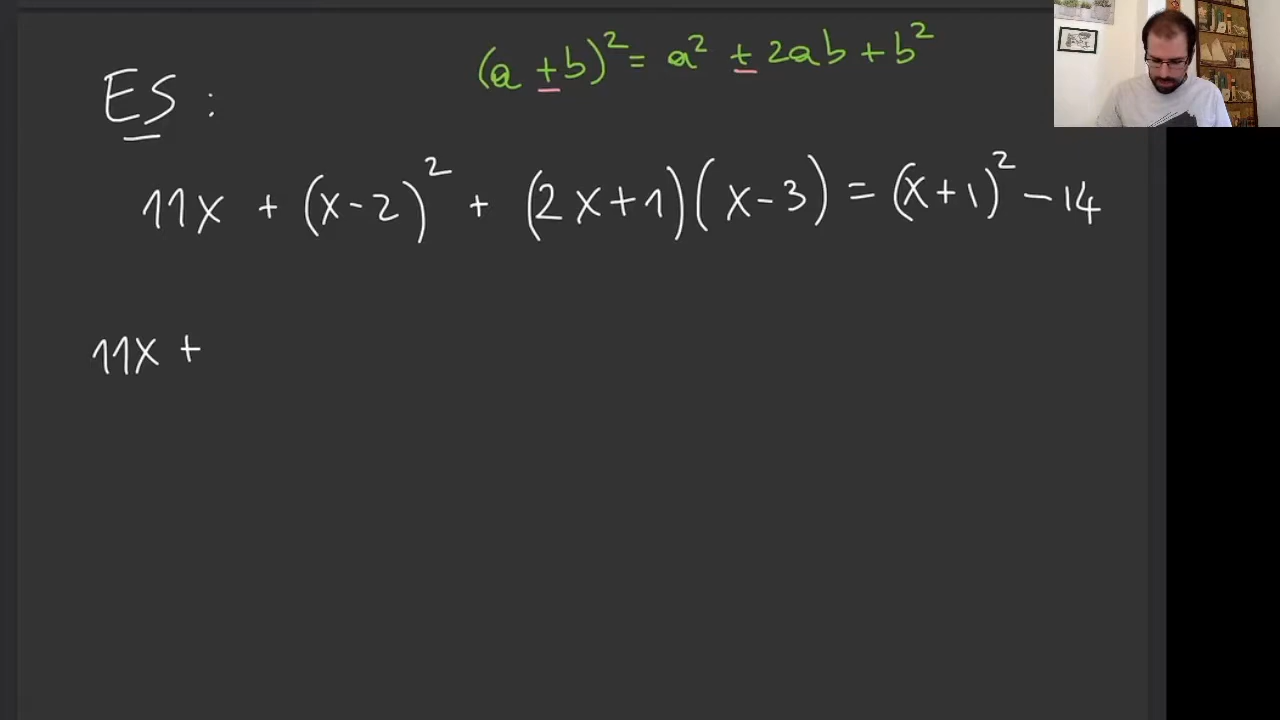 (a + b)² = a² + 2ab + b²
ES :
11x + (x-2)² + (2x+1)(x-3) = (x+1)² - 14
11x +